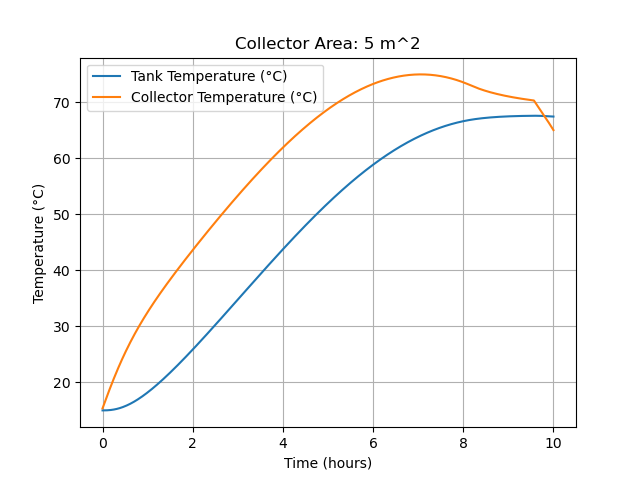 Collector Area: 5 m^2
Tank Temperature (°C)
Collector Temperature (°C)
Temperature (°C)
70
60
50
40
30
20
0 2 4 6 8 10
Time (hours)